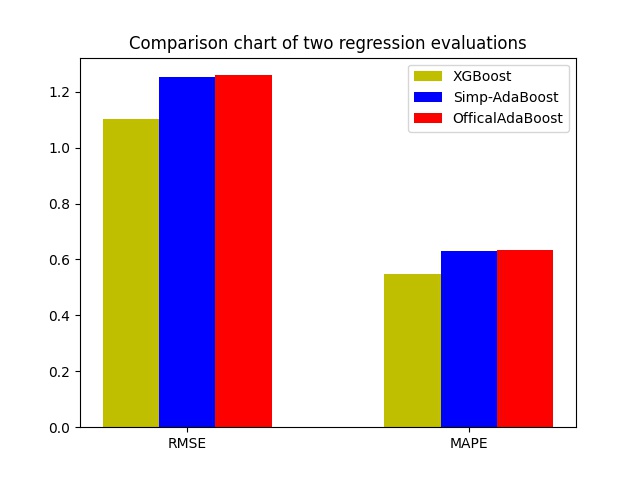 Comparison chart of two regression evaluations
XGBoost
Simp-AdaBoost
OfficalAdaBoost
1.2
1.0
0.8
0.6
0.4
0.2
0.0
RMSE
MAPE